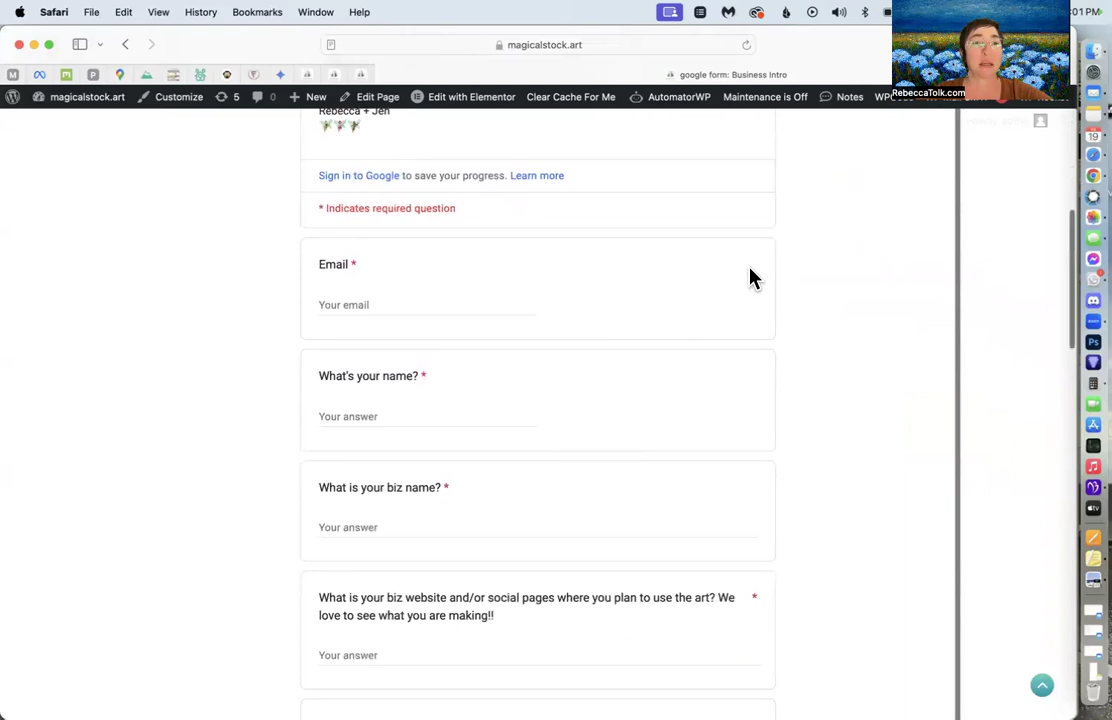 Safari File Edit View History Bookmarks Window Help
01 PM
magicalstock.art
google form: Business Intro
RebeccaTolk.com
magicalstock.art Customize 5 0 New Edit Page Edit with Elementor Clear Cache For Me AutomatorWP Maintenance is Off Notes
Rebecca + Jen
Sign in to Google to save your progress. Learn more
* Indicates required question
Email *
Your email
What's your name? *
Your answer
What is your biz name? *
Your answer
What is your biz website and/or social pages where you plan to use the art? We *
love to see what you are making!!
Your answer